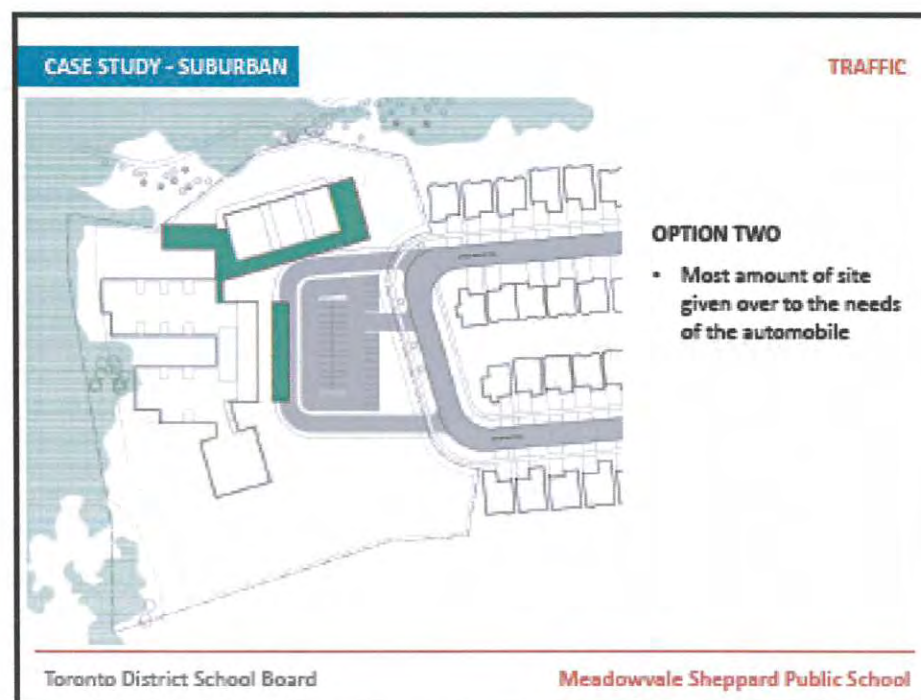 CASE STUDY - SUBURBAN
TRAFFIC
OPTION TWO
• Most amount of site
given over to the needs
of the automobile
Toronto District School Board
Meadowvale Sheppard Public School